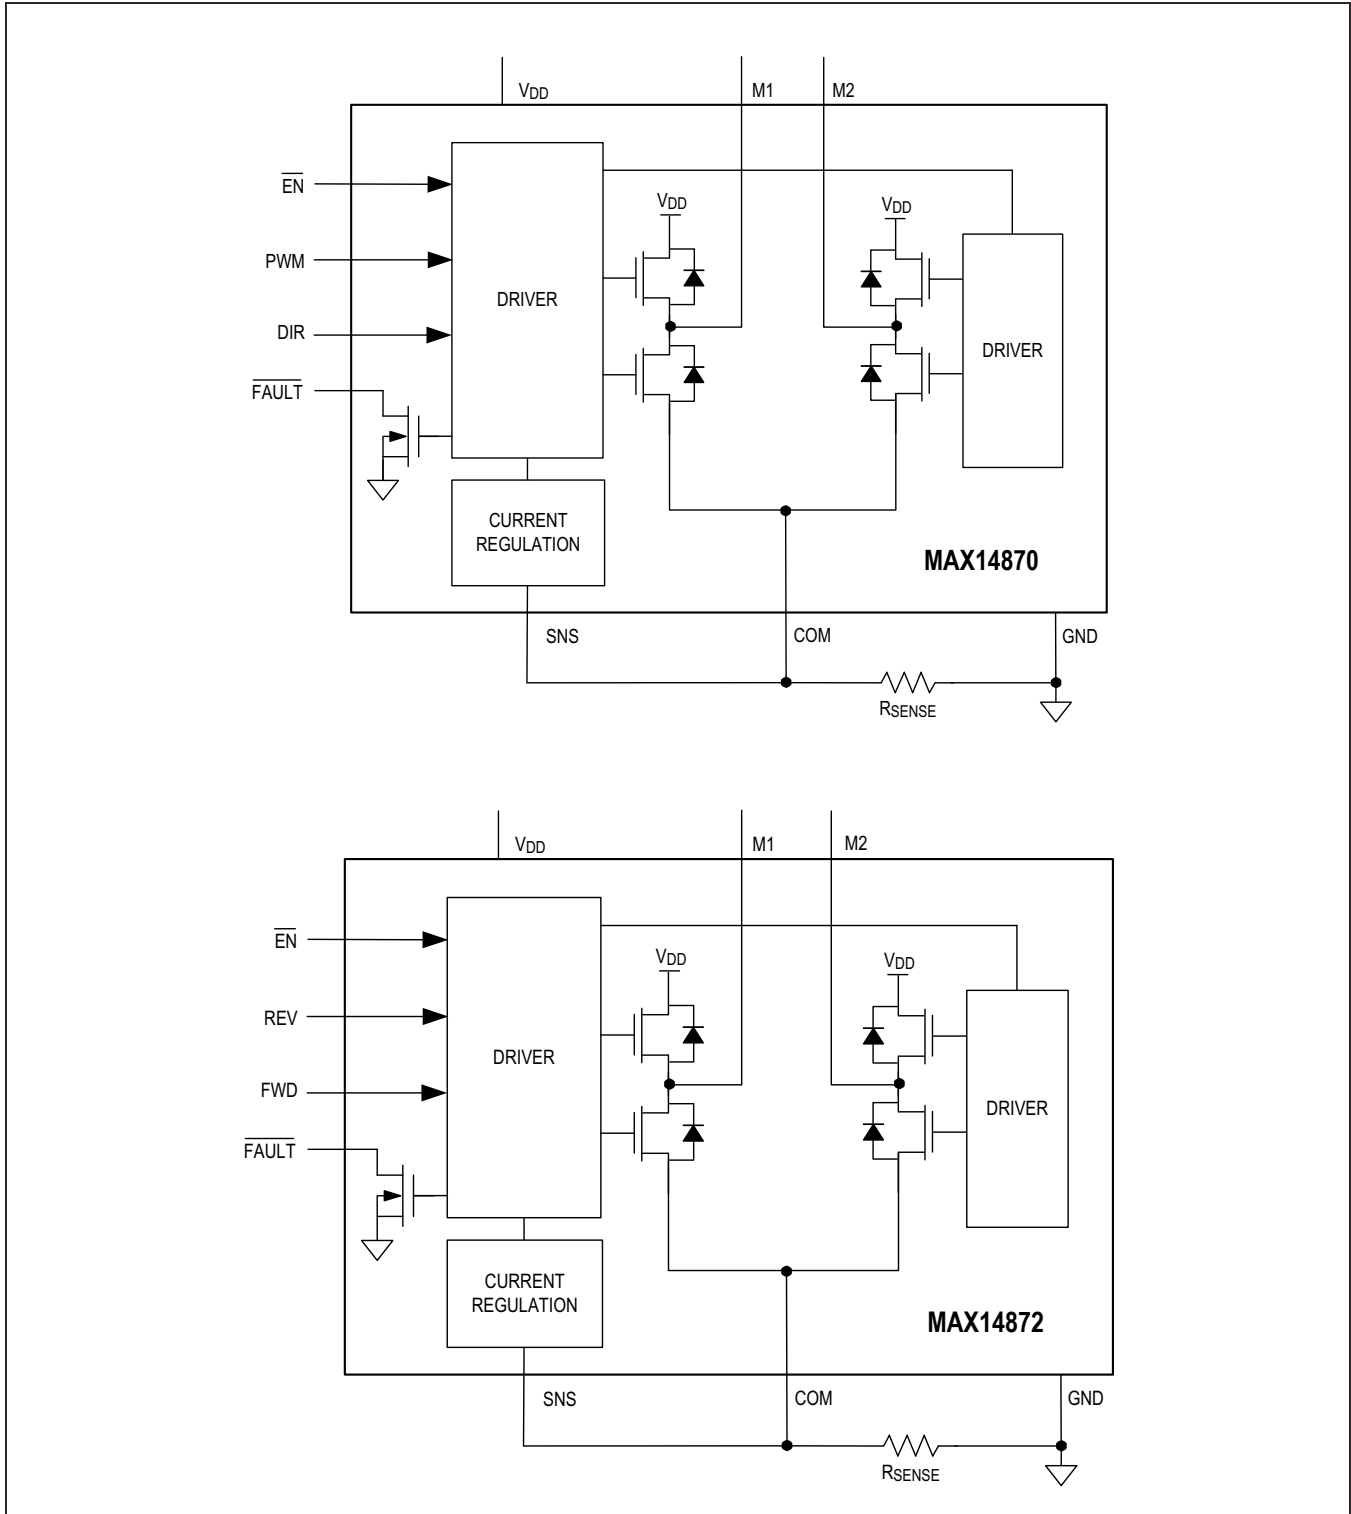 VDD
M1
M2
EN
PWM
DIR
FAULT
DRIVER
VDD
VDD
DRIVER
CURRENT
REGULATION
MAX14870
SNS
COM
GND
RSENSE
VDD
M1
M2
EN
REV
FWD
FAULT
DRIVER
VDD
VDD
DRIVER
CURRENT
REGULATION
MAX14872
SNS
COM
GND
RSENSE